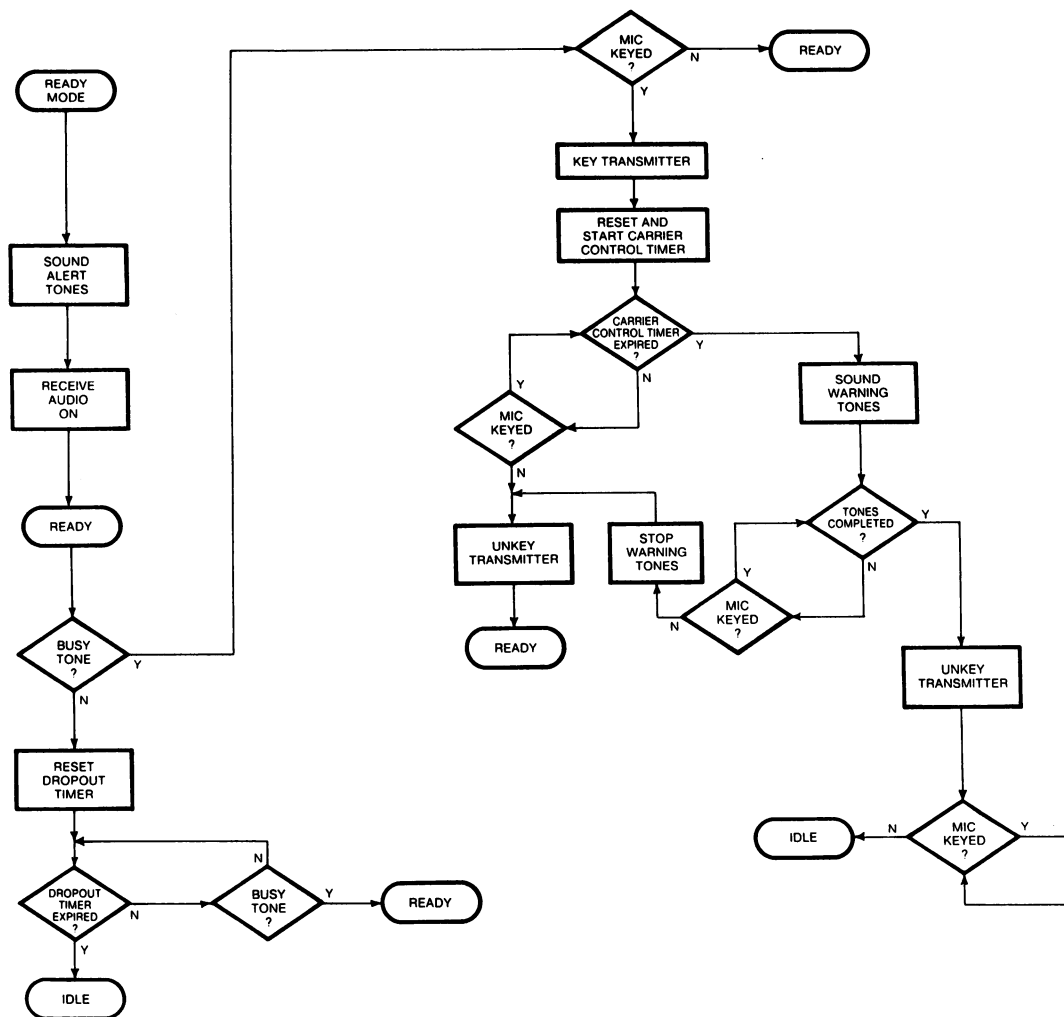 READY
MODE
SOUND
ALERT
TONES
RECEIVE
AUDIO
ON
READY
BUSY
TONE
?
Y
N
RESET
DROPOUT
TIMER
DROPOUT
TIMER
EXPIRED
?
N
Y
IDLE
BUSY
TONE
?
N
Y
READY
MIC
KEYED
?
N
Y
READY
KEY TRANSMITTER
RESET AND
START CARRIER
CONTROL TIMER
CARRIER
CONTROL TIMER
EXPIRED
?
Y
N
MIC
KEYED
?
Y
N
UNKEY
TRANSMITTER
READY
SOUND
WARNING
TONES
TONES
COMPLETED
?
Y
N
MIC
KEYED
?
Y
N
STOP
WARNING
TONES
UNKEY
TRANSMITTER
MIC
KEYED
?
N
Y
IDLE